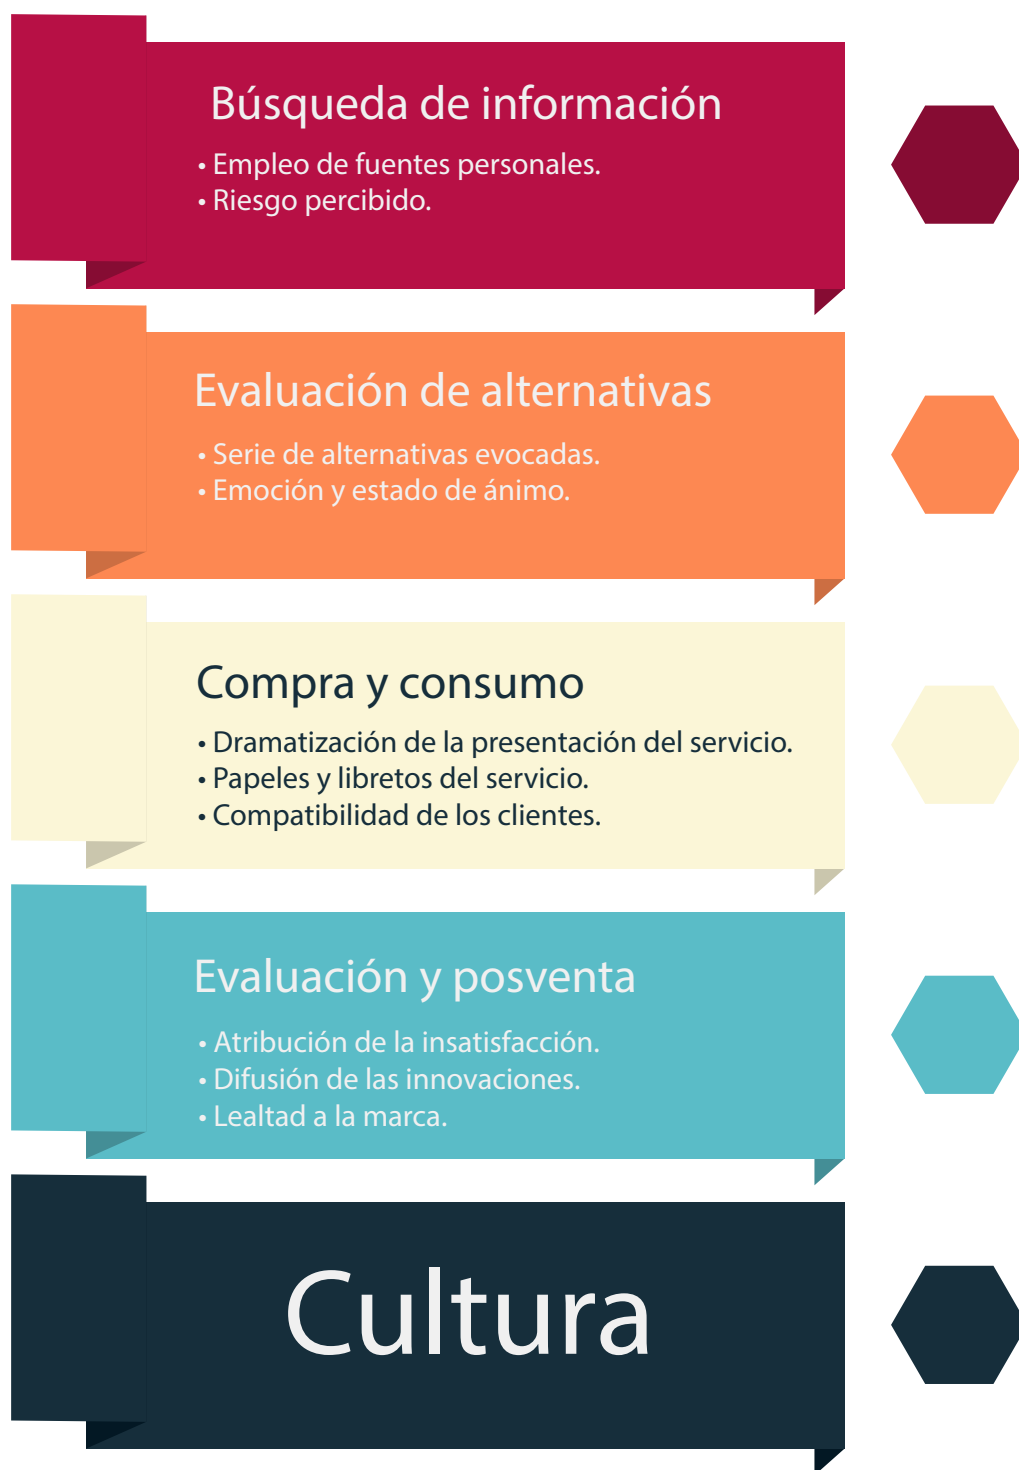 Búsqueda de información
• Empleo de fuentes personales.
• Riesgo percibido.
Evaluación de alternativas
• Serie de alternativas evocadas.
• Emoción y estado de ánimo.
Compra y consumo
• Dramatización de la presentación del servicio.
• Papeles y libretos del servicio.
• Compatibilidad de los clientes.
Evaluación y posventa
• Atribución de la insatisfacción.
• Difusión de las innovaciones.
• Lealtad a la marca.
Cultura